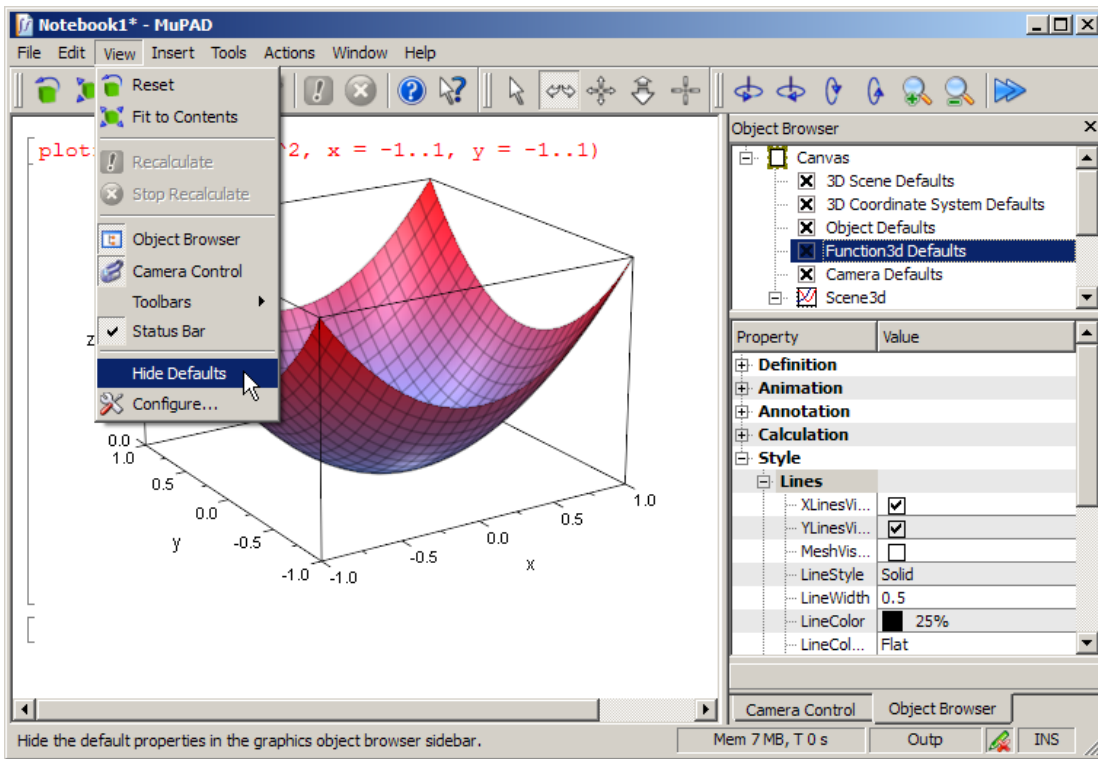 Notebook1* - MuPAD
File Edit View Insert Tools Actions Window Help
Reset
Fit to Contents
Recalculate
Stop Recalculate
Object Browser
Camera Control
Toolbars
Status Bar
Hide Defaults
Configure...
plot
^2, x = -1..1, y = -1..1)
z
0.0
1.0
0.5
0.0
-0.5
-1.0
y
-1.0
-0.5
0.0
0.5
1.0
x
Object Browser
Canvas
3D Scene Defaults
3D Coordinate System Defaults
Object Defaults
Function3d Defaults
Camera Defaults
Scene3d
Property Value
Definition
Animation
Annotation
Calculation
Style
Lines
XLinesVi...
YLinesVi...
MeshVis...
LineStyle Solid
LineWidth 0.5
LineColor 25%
LineCol... Flat
Camera Control Object Browser
Hide the default properties in the graphics object browser sidebar. Mem 7 MB, T 0 s Outp INS